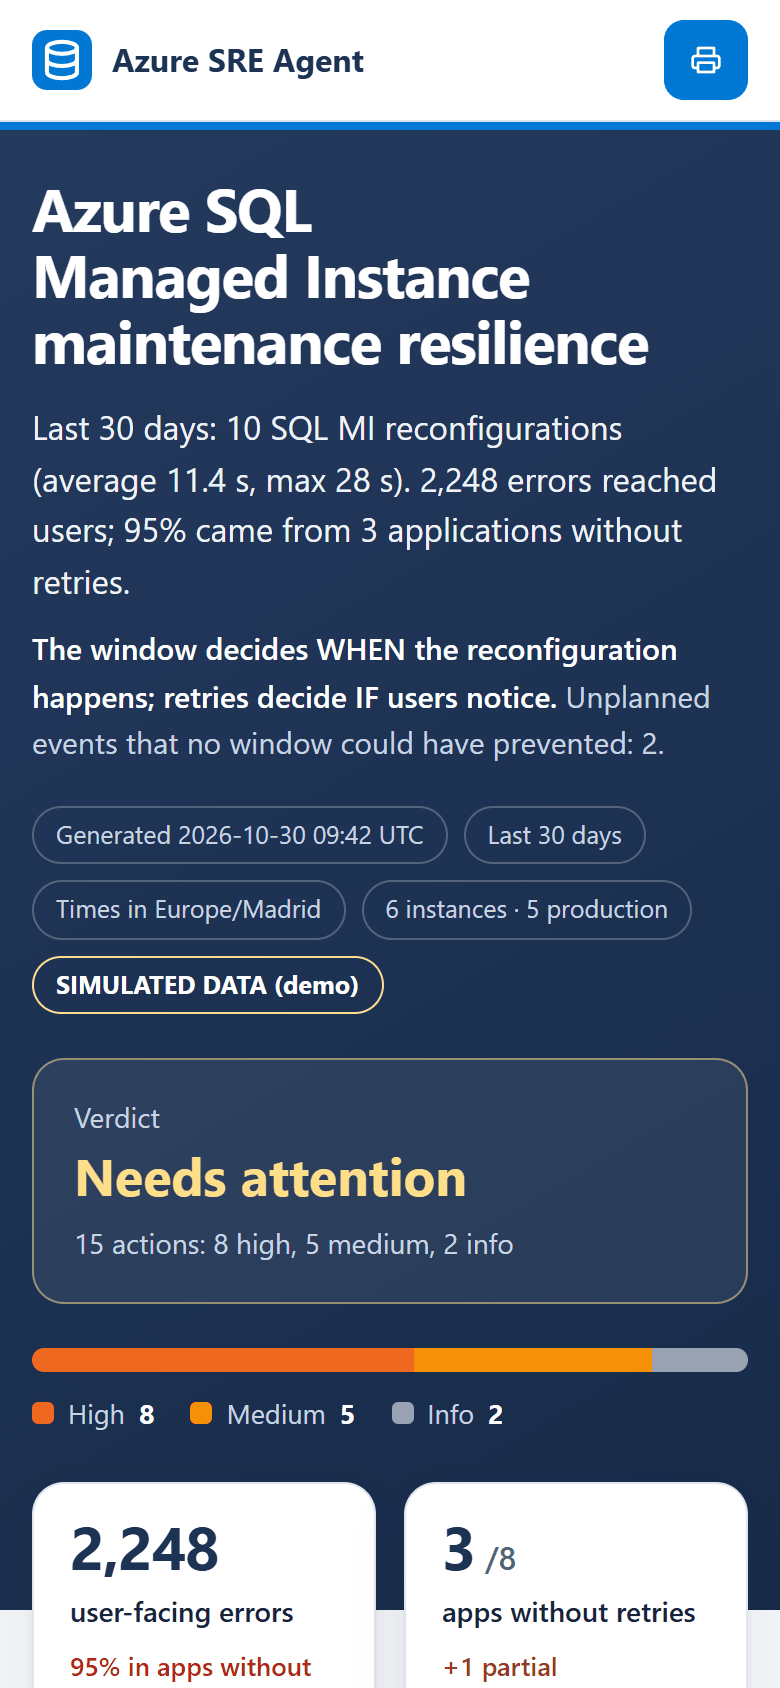 Azure SRE Agent
Azure SQL
Managed Instance
maintenance resilience
Last 30 days: 10 SQL MI reconfigurations
(average 11.4 s, max 28 s). 2,248 errors reached
users; 95% came from 3 applications without
retries.
The window decides WHEN the reconfiguration
happens; retries decide IF users notice. Unplanned
events that no window could have prevented: 2.
Generated 2026-10-30 09:42 UTC
Last 30 days
Times in Europe/Madrid
6 instances · 5 production
SIMULATED DATA (demo)
Verdict
Needs attention
15 actions: 8 high, 5 medium, 2 info
High 8
Medium 5
Info 2
2,248
user-facing errors
95% in apps without
3 /8
apps without retries
+1 partial